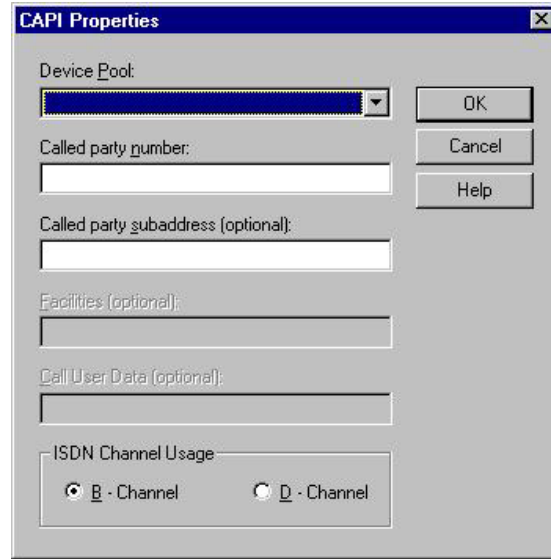 CAPI Properties
Device Pool:
OK
Called party number:
Cancel
Help
Called party subaddress (optional):
Facilities (optional):
Call User Data (optional):
ISDN Channel Usage
B - Channel
D - Channel